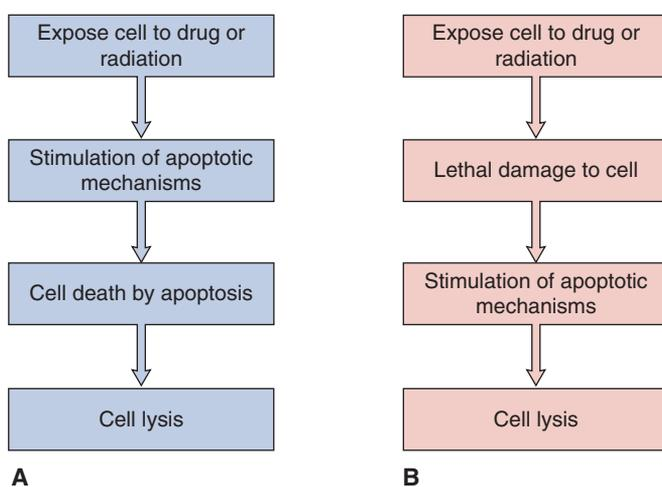 Expose cell to drug or
radiation
Stimulation of apoptotic
mechanisms
Cell death by apoptosis
Cell lysis
A
Expose cell to drug or
radiation
Lethal damage to cell
Stimulation of apoptotic
mechanisms
Cell lysis
B